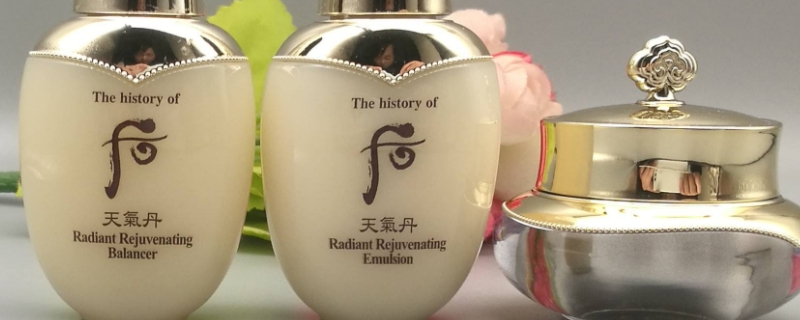 The history of
后
天氣丹
Radiant Rejuvenating
Balancer
The history of
后
天氣丹
Radiant Rejuvenating
Emulsion